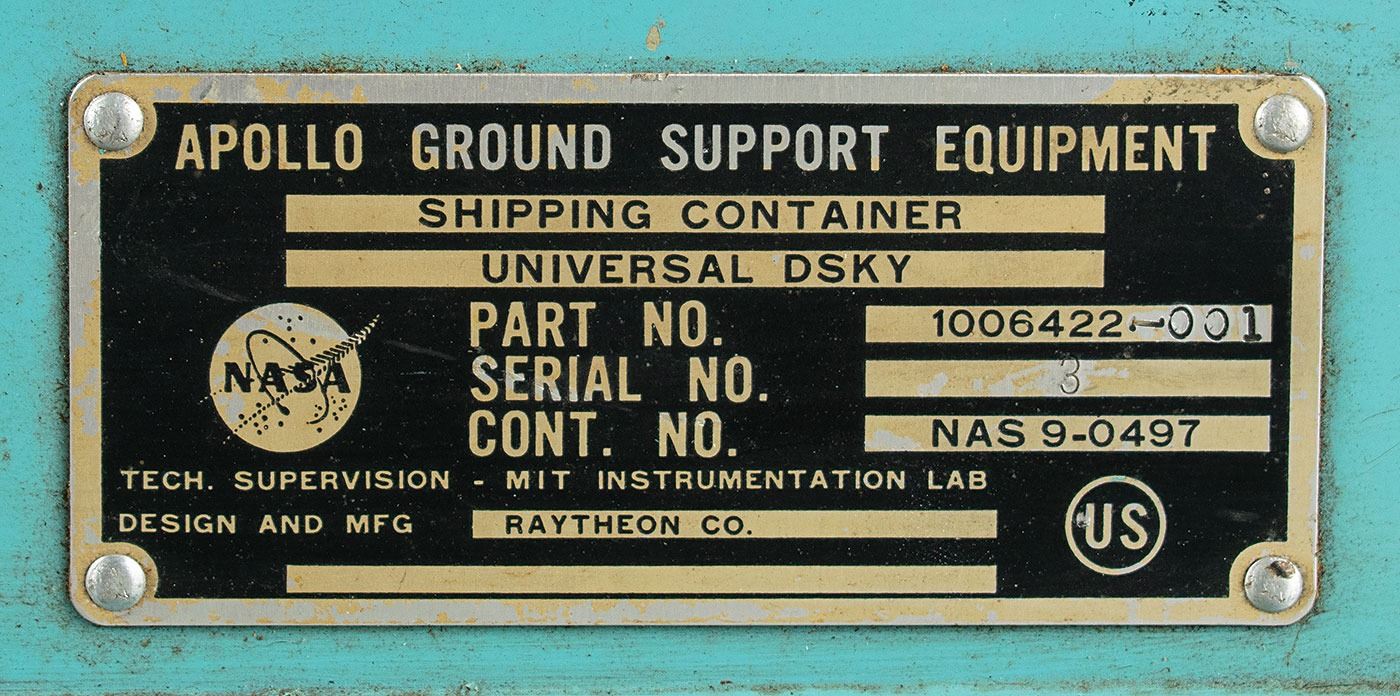 APOLLO GROUND SUPPORT EQUIPMENT
SHIPPING CONTAINER
UNIVERSAL DSKY
NASA
PART NO. 1006422-001
SERIAL NO. 3
CONT. NO. NAS 9-0497
TECH. SUPERVISION - MIT INSTRUMENTATION LAB
DESIGN AND MFG RAYTHEON CO.
US